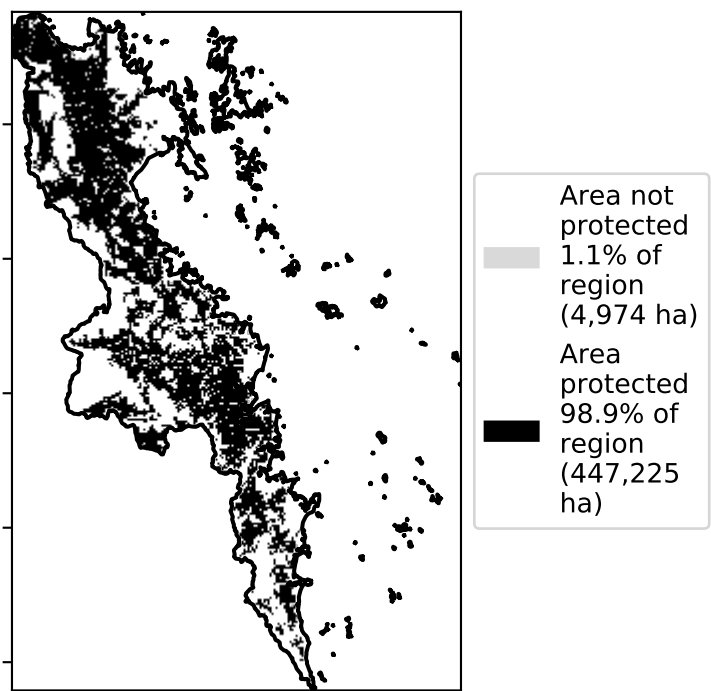 Area not
protected
1.1% of
region
(4,974 ha)
Area
protected
98.9% of
region
(447,225
ha)